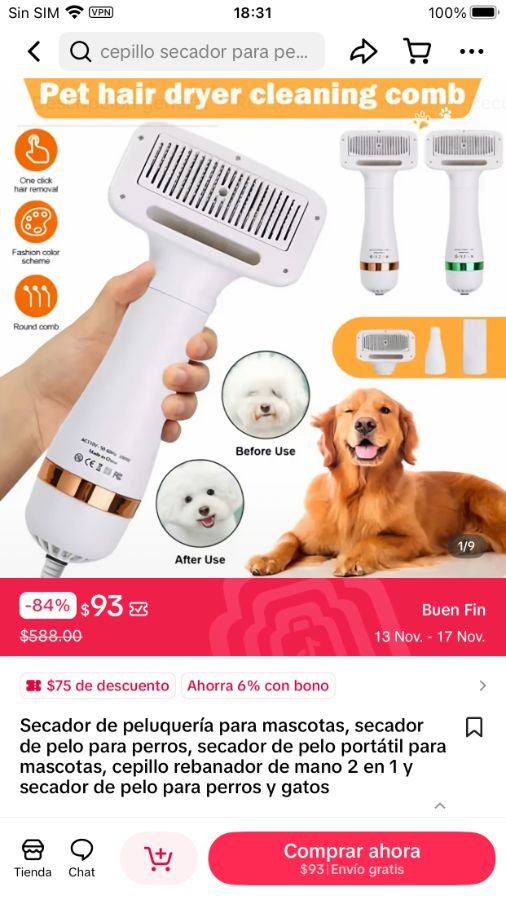 Sin SIM VPN 18:31 100%
cepillo secador para pe...
Pet hair dryer cleaning comb
One click
hair removal
Fashion color
scheme
Round comb
Before Use
After Use
Made in China
1/9
-84% $93
Buen Fin
$588.00
13 Nov. - 17 Nov.
$75 de descuento
Ahorra 6% con bono
Secador de peluquería para mascotas, secador
de pelo para perros, secador de pelo portátil para
mascotas, cepillo rebanador de mano 2 en 1 y
secador de pelo para perros y gatos
Tienda
Chat
Comprar ahora
$93 | Envío gratis